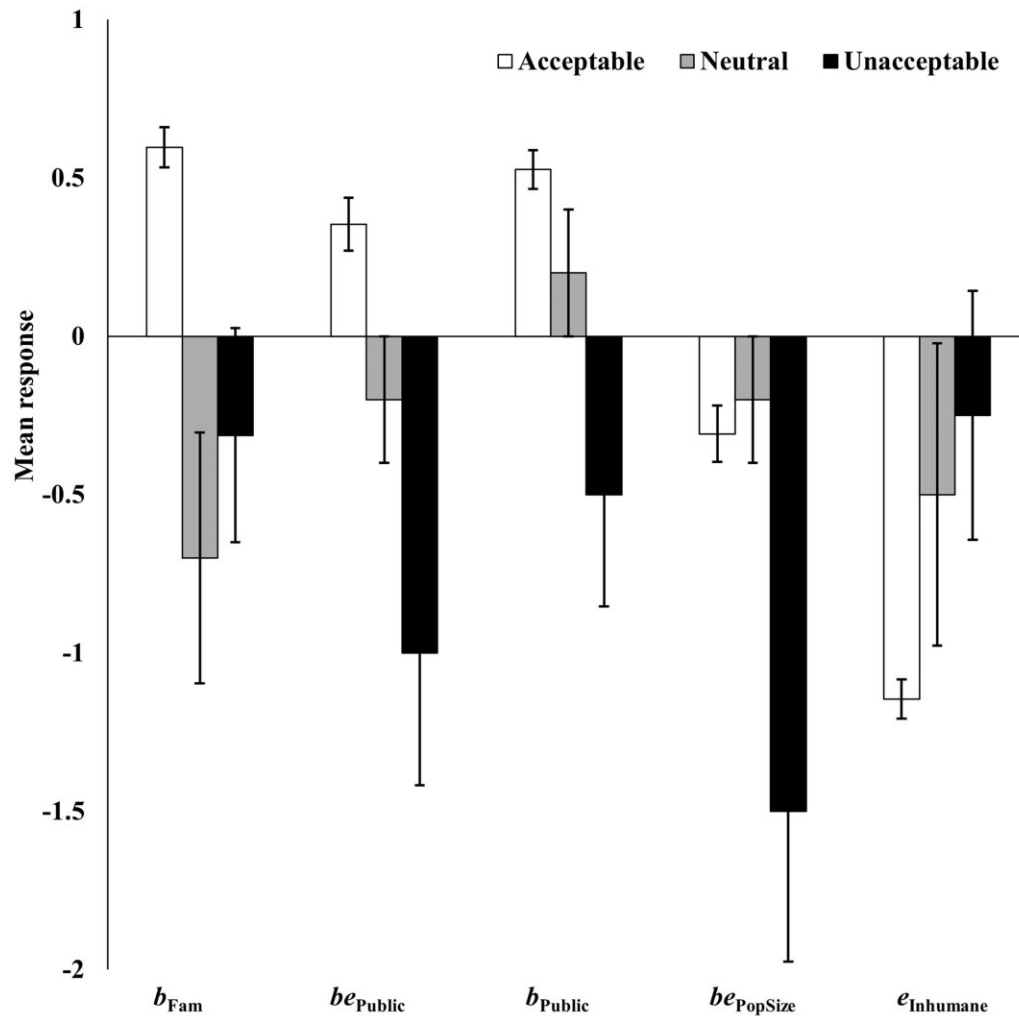 1
Acceptable Neutral Unacceptable
0.5
0
-0.5
-1
-1.5
-2
Mean response
bFam bePublic bPublic bePopSize eInhumane